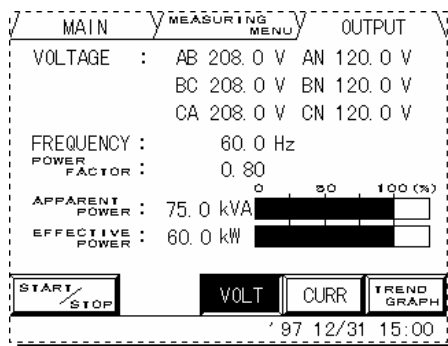 MAIN MEASURING MENU OUTPUT
VOLTAGE : AB 208.0 V AN 120.0 V
BC 208.0 V BN 120.0 V
CA 208.0 V CN 120.0 V
FREQUENCY : 60.0 Hz
POWER FACTOR : 0.80
0 50 100 (%)
APPARENT POWER : 75.0 kVA
EFFECTIVE POWER : 60.0 kW
START/STOP VOLT CURR TREND GRAPH
'97 12/31 15:00